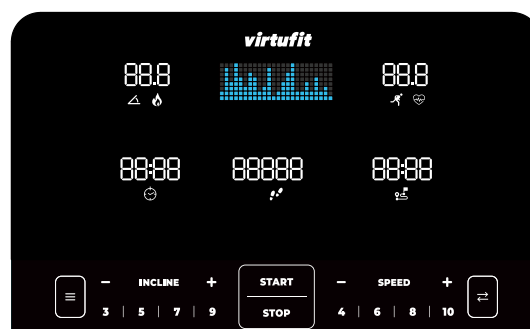 virtufit
88.8
88.8
88:88
88888
88:88
− INCLINE +
3 | 5 | 7 | 9
START
STOP
− SPEED +
4 | 6 | 8 | 10